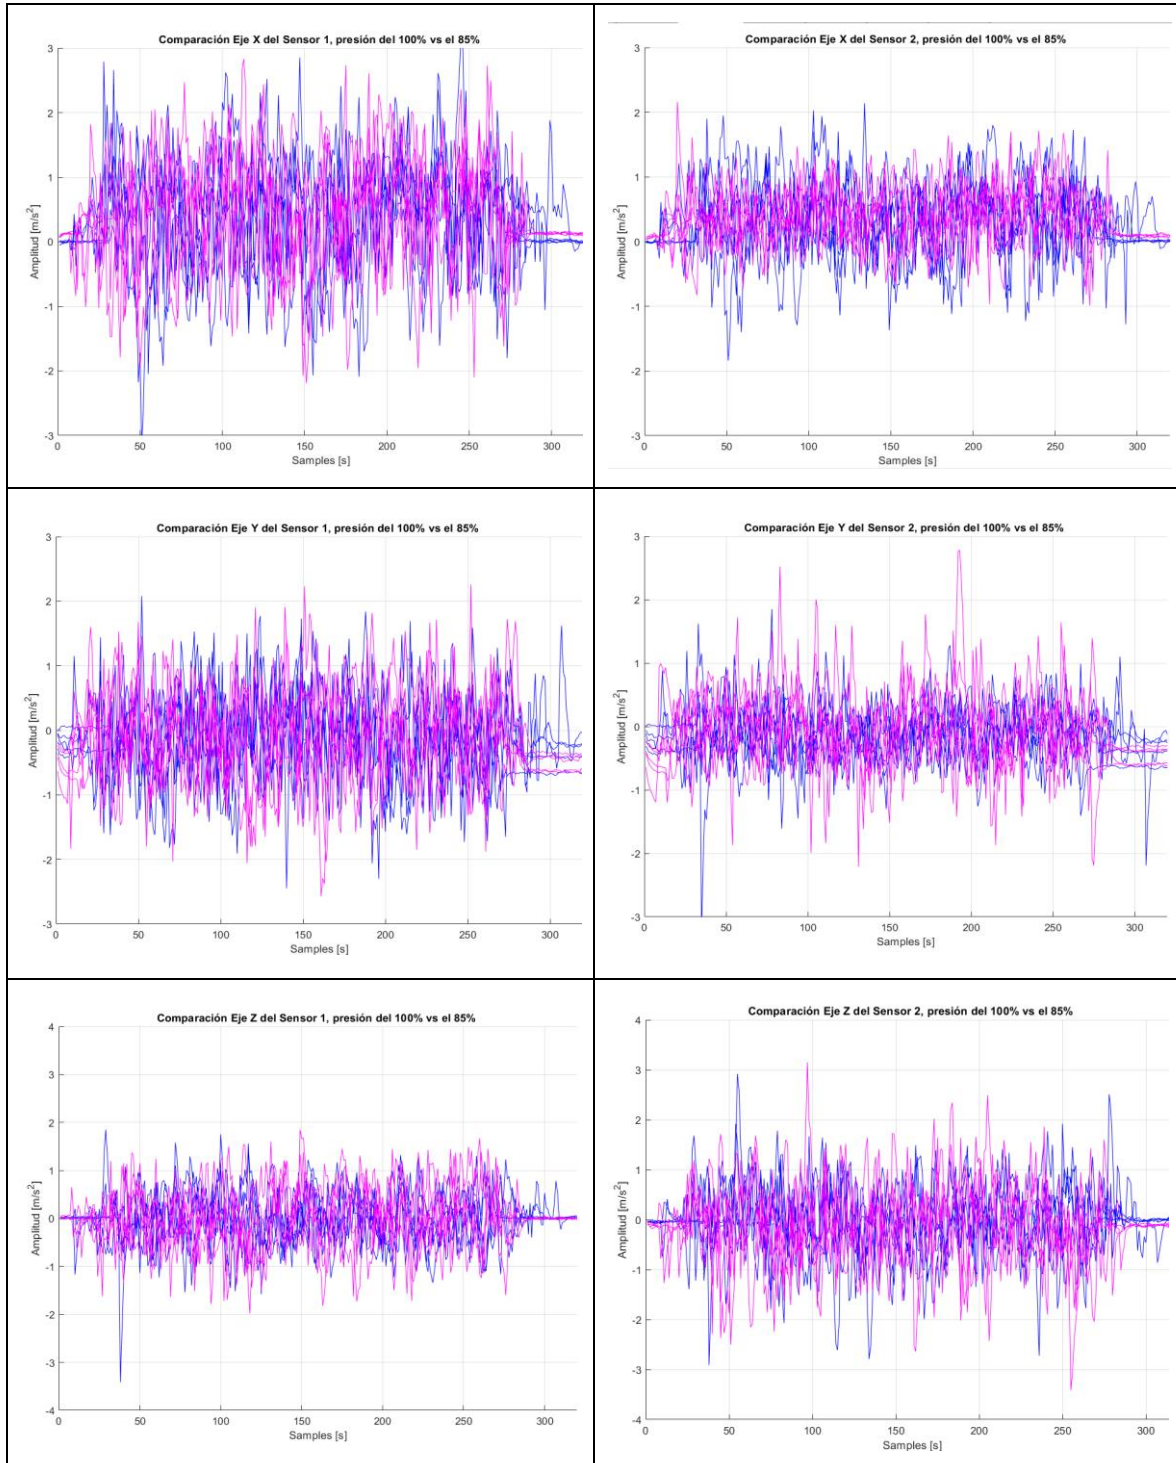 Comparación Eje X del Sensor 1, presión del 100% vs el 85%
3
2
1
0
-1
-2
-3
Amplitud [m/s²]
0 50 100 150 200 250 300
Samples [s]
Comparación Eje X del Sensor 2, presión del 100% vs el 85%
3
2
1
0
-1
-2
-3
Amplitud [m/s²]
0 50 100 150 200 250 300
Samples [s]
Comparación Eje Y del Sensor 1, presión del 100% vs el 85%
3
2
1
0
-1
-2
-3
Amplitud [m/s²]
0 50 100 150 200 250 300
Samples [s]
Comparación Eje Y del Sensor 2, presión del 100% vs el 85%
3
2
1
0
-1
-2
-3
Amplitud [m/s²]
0 50 100 150 200 250 300
Samples [s]
Comparación Eje Z del Sensor 1, presión del 100% vs el 85%
4
3
2
1
0
-1
-2
-3
-4
Amplitud [m/s²]
0 50 100 150 200 250 300
Samples [s]
Comparación Eje Z del Sensor 2, presión del 100% vs el 85%
4
3
2
1
0
-1
-2
-3
-4
Amplitud [m/s²]
0 50 100 150 200 250 300
Samples [s]